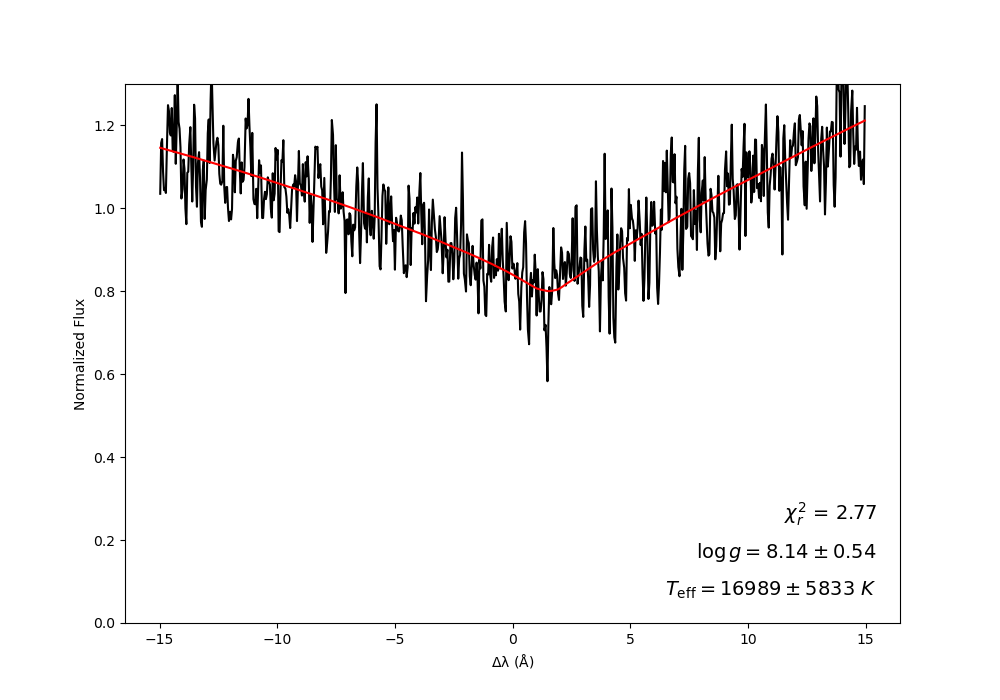 1.2
1.0
0.8
0.6
0.4
0.2
0.0
Normalized Flux
χ²ᵣ = 2.77
log g = 8.14 ± 0.54
T_eff = 16989 ± 5833 K
−15 −10 −5 0 5 10 15
Δλ (Å)